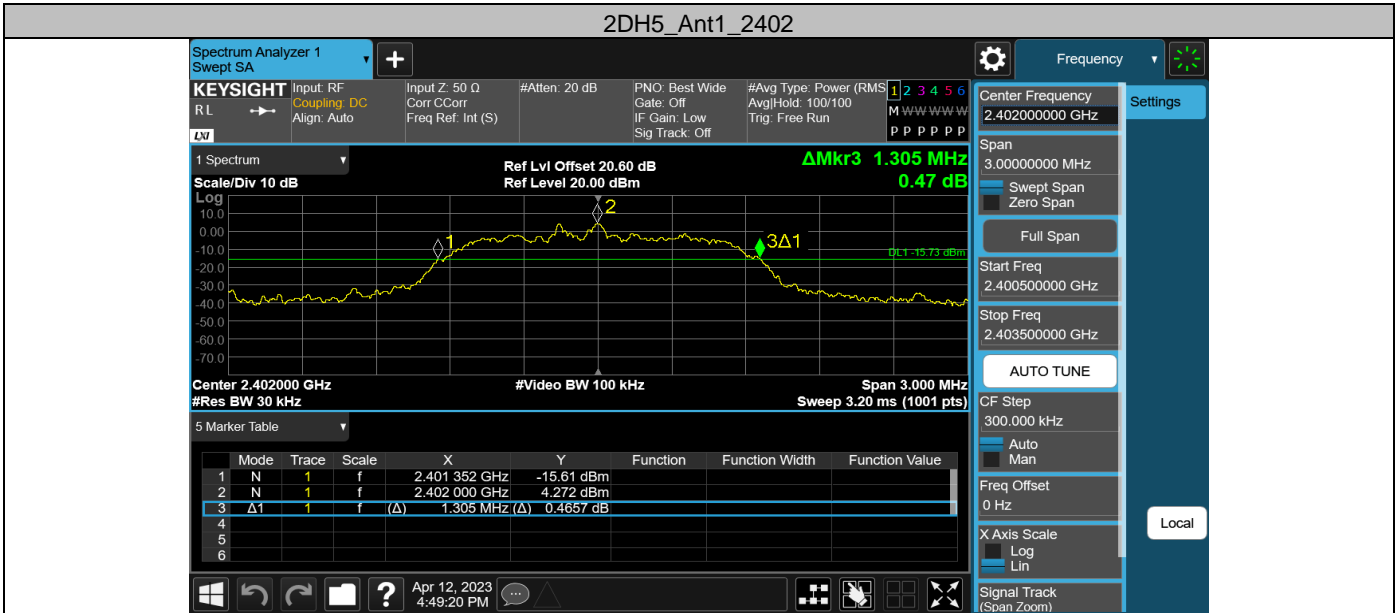 2DH5_Ant1_2402
Spectrum Analyzer 1
Swept SA
Frequency
KEYSIGHT
RL
LXI
Input: RF
Coupling: DC
Align: Auto
Input Z: 50 Ω
Corr CCorr
Freq Ref: Int (S)
#Atten: 20 dB
PNO: Best Wide
Gate: Off
IF Gain: Low
Sig Track: Off
#Avg Type: Power (RMS
Avg|Hold: 100/100
Trig: Free Run
1 2 3 4 5 6
M W W W W W
P P P P P P
1 Spectrum
Scale/Div 10 dB
Ref Lvl Offset 20.60 dB
Ref Level 20.00 dBm
ΔMkr3 1.305 MHz
0.47 dB
Log
10.0
0.00
-10.0
-20.0
-30.0
-40.0
-50.0
-60.0
-70.0
1
2
3Δ1
DL1 -15.73 dBm
Center 2.402000 GHz
#Video BW 100 kHz
Span 3.000 MHz
#Res BW 30 kHz
Sweep 3.20 ms (1001 pts)
5 Marker Table
Mode Trace Scale X Y Function Function Width Function Value
1 N 1 f 2.401 352 GHz -15.61 dBm
2 N 1 f 2.402 000 GHz 4.272 dBm
3 Δ1 1 f (Δ) 1.305 MHz (Δ) 0.4657 dB
4
5
6
Apr 12, 2023
4:49:20 PM
Center Frequency
2.402000000 GHz
Settings
Span
3.00000000 MHz
Swept Span
Zero Span
Full Span
Start Freq
2.400500000 GHz
Stop Freq
2.403500000 GHz
AUTO TUNE
CF Step
300.000 kHz
Auto
Man
Freq Offset
0 Hz
Local
X Axis Scale
Log
Lin
Signal Track
(Span Zoom)